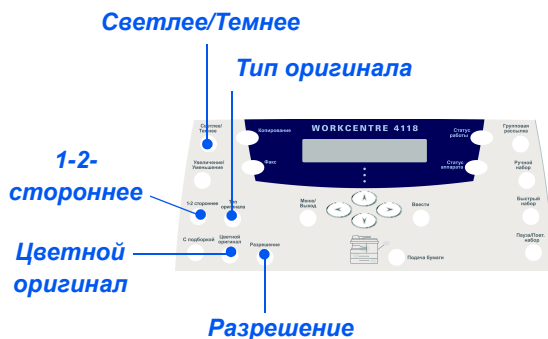 Светлее/Темнее
Тип оригинала
1-2-
стороннее
Цветной
оригинал
Разрешение
Светлее/
Темнее
Копирование
WORKCENTRE 4118
Статус
работы
Групповая
рассылка
Увеличение/
Уменьшение
Факс
Статус
аппарата
Ручной
набор
1-2 сторонние
Тип
оригинала
Меню/
Выход
Ввести
Быстрый
набор
С подборкой
Цветной
оригинал
Разрешение
Подача бумаги
Пауза/Повт.
набор